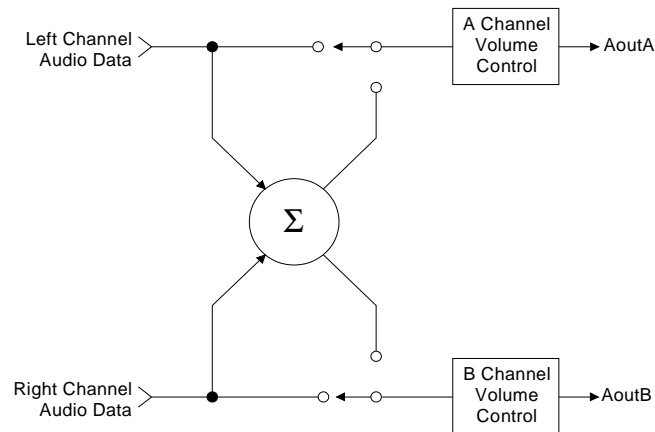 Left Channel
Audio Data
A Channel
Volume
Control
AoutA
Σ
Right Channel
Audio Data
B Channel
Volume
Control
AoutB